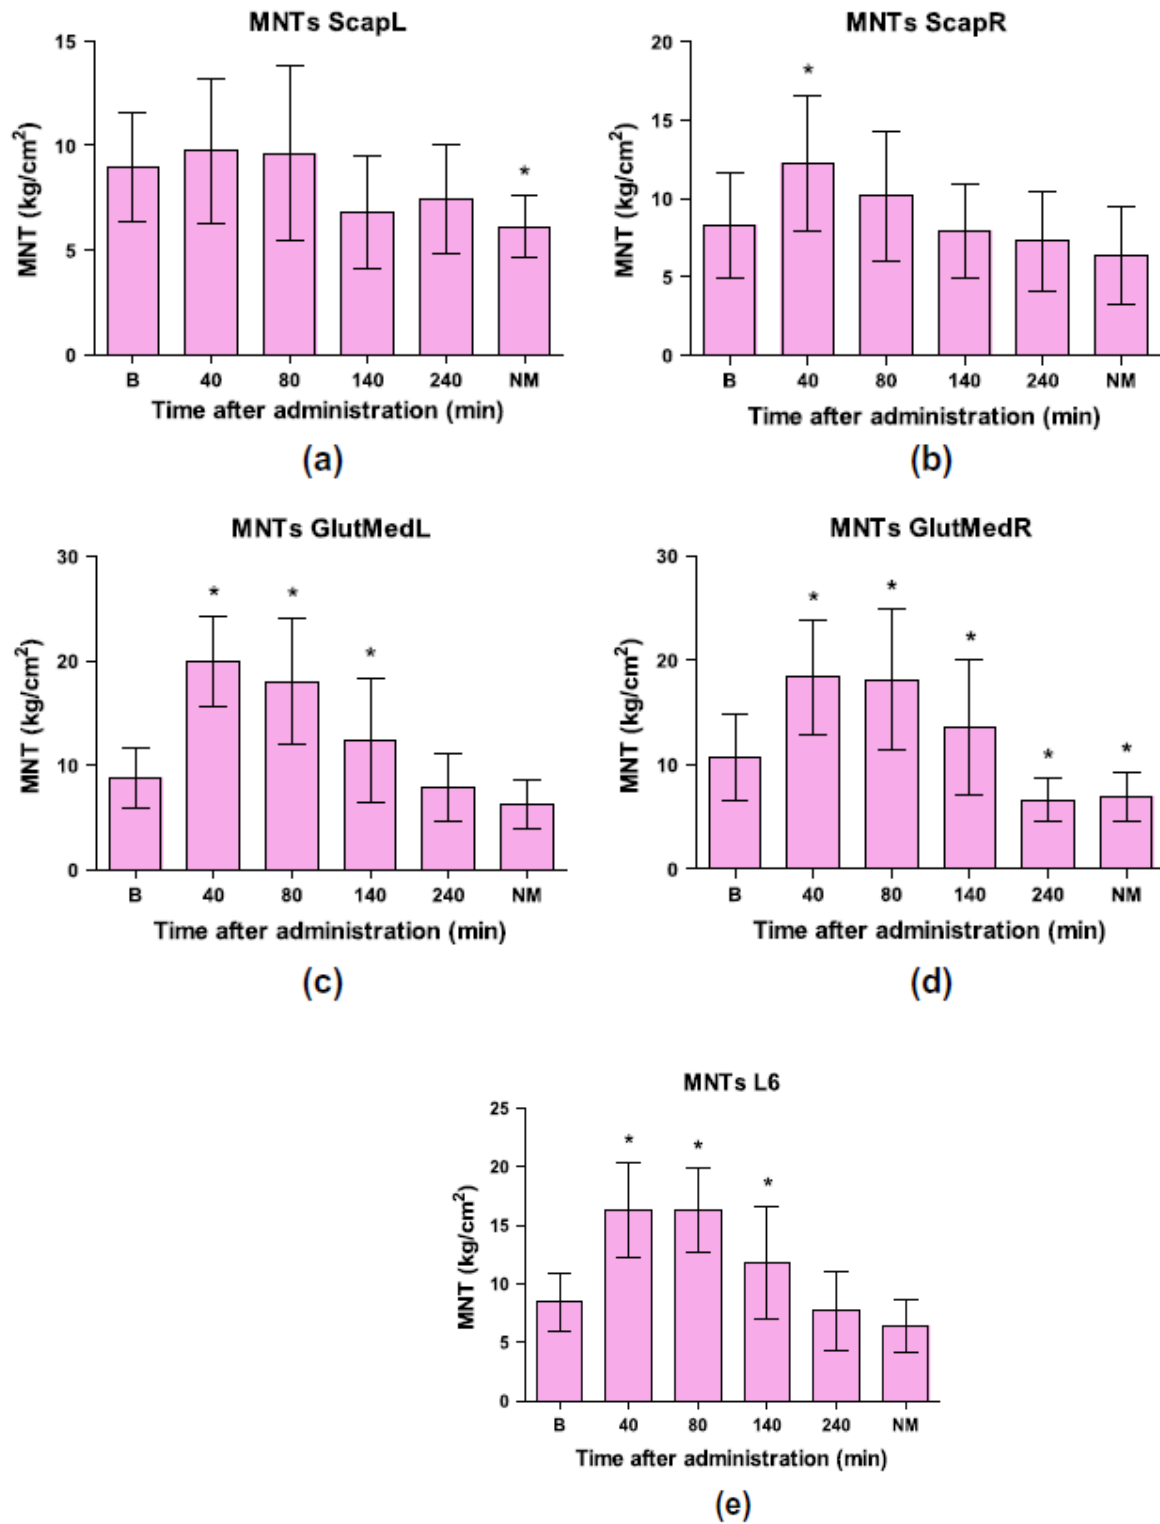 MNTs ScapL
MNT (kg/cm²)
15
10
5
0
*
B 40 80 140 240 NM
Time after administration (min)
(a)
MNTs ScapR
MNT (kg/cm²)
20
15
10
5
0
*
B 40 80 140 240 NM
Time after administration (min)
(b)
MNTs GlutMedL
MNT (kg/cm²)
30
20
10
0
* * *
B 40 80 140 240 NM
Time after administration (min)
(c)
MNTs GlutMedR
MNT (kg/cm²)
30
20
10
0
* * * * *
B 40 80 140 240 NM
Time after administration (min)
(d)
MNTs L6
MNT (kg/cm²)
25
20
15
10
5
0
* * *
B 40 80 140 240 NM
Time after administration (min)
(e)